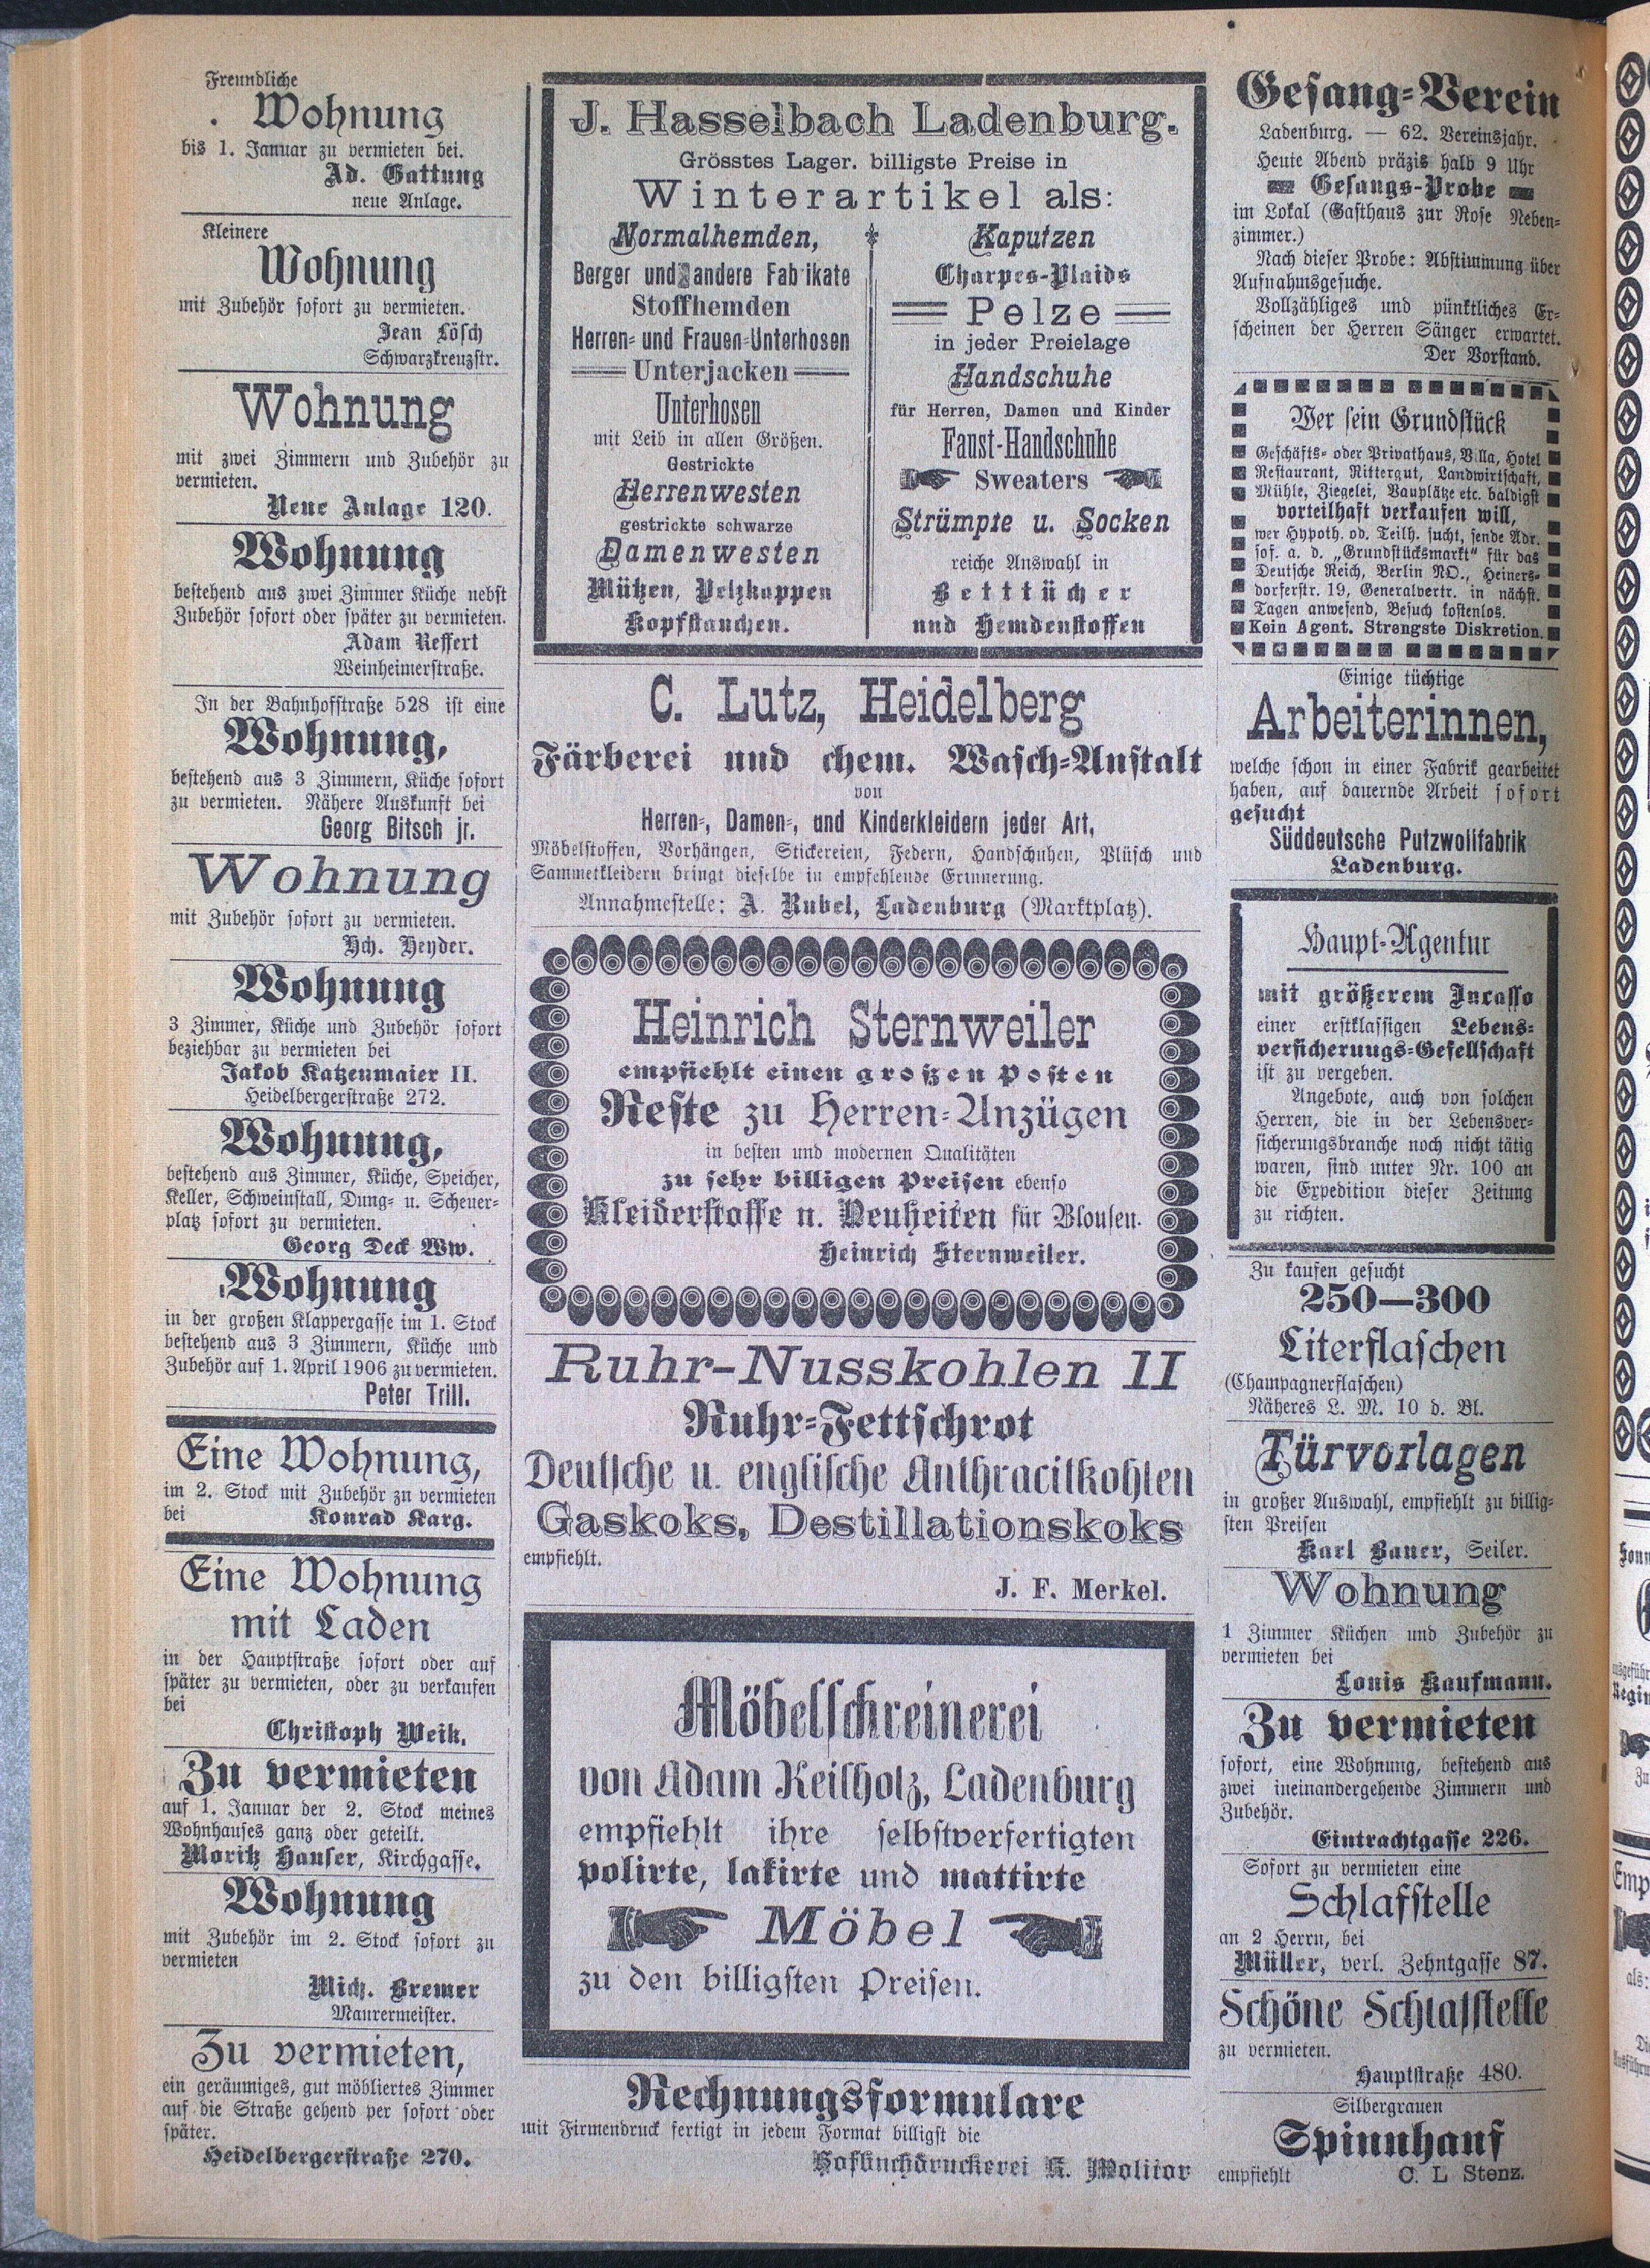 Freundliche
Wohnung
bis 1. Januar zu vermieten bei.
Ad. Gattung
neue Anlage.
Kleinere
Wohnung
mit Zubehör sofort zu vermieten.
Jean Lösch
Schwarzkreuzstr.
Wohnung
mit zwei Zimmern und Zubehör zu
vermieten.
Neue Anlage 120.
Wohnung
bestehend aus zwei Zimmer Küche nebst
Zubehör sofort oder später zu vermieten.
Adam Reffert
Weinheimerstraße.
In der Bahnhofstraße 528 ist eine
Wohnung,
bestehend aus 3 Zimmern, Küche sofort
zu vermieten. Nähere Auskunft bei
Georg Bitsch jr.
Wohnung
mit Zubehör sofort zu vermieten.
Hch. Heyder.
Wohnung
3 Zimmer, Küche und Zubehör sofort
beziehbar zu vermieten bei
Jakob Katzenmaier II.
Heidelbergerstraße 272.
Wohnung,
bestehend aus Zimmer, Küche, Speicher,
Keller, Schweinstall, Dung- u. Scheuer-
platz sofort zu vermieten.
Georg Deck Ww.
Wohnung
in der großen Klappergasse im 1. Stock
bestehend aus 3 Zimmern, Küche und
Zubehör auf 1. April 1906 zu vermieten.
Peter Trill.
Eine Wohnung,
im 2. Stock mit Zubehör zu vermieten
bei Konrad Karg.
Eine Wohnung
mit Laden
in der Hauptstraße sofort oder auf
später zu vermieten, oder zu verkaufen
bei
Christoph Weik.
Zu vermieten
auf 1. Januar der 2. Stock meines
Wohnhauses ganz oder geteilt.
Moritz Hauser, Kirchgasse.
Wohnung
mit Zubehör im 2. Stock sofort zu
vermieten
Mich. Bremer
Maurermeister.
Zu vermieten,
ein geräumiges, gut möbliertes Zimmer
auf die Straße gehend per sofort oder
später.
Heidelbergerstraße 270.
J. Hasselbach Ladenburg.
Grösstes Lager. billigste Preise in
Winterartikel als:
Normalhemden,
Berger und andere Fabrikate
Stoffhemden
Herren- und Frauen-Unterhosen
Unterjacken
Unterhosen
mit Leib in allen Größen.
Gestrickte
Herrenwesten
gestrickte schwarze
Damenwesten
Mützen, Pelzkappen
Kopfstauchen.
Kaputzen
Charpes-Plaids
Pelze
in jeder Preielage
Handschuhe
für Herren, Damen und Kinder
Faust-Handschuhe
Sweaters
Strümpfe u. Socken
reiche Auswahl in
Betttücher
und Hemdenstoffen
C. Lutz, Heidelberg
Färberei und chem. Wasch-Anstalt
von
Herren-, Damen-, und Kinderkleidern jeder Art,
Möbelstoffen, Vorhängen, Stickereien, Federn, Handschuhen, Plüsch und
Sammetkleidern bringt dieselbe in empfehlende Erinnerung.
Annahmestelle: A. Rubel, Ladenburg (Marktplatz).
Heinrich Sternweiler
empfiehlt einen großen Posten
Reste zu Herren-Anzügen
in besten und modernen Qualitäten
zu sehr billigen Preisen ebenso
Kleiderstoffe u. Neuheiten für Blousen.
Heinrich Sternweiler.
Ruhr-Nusskohlen II
Ruhr-Fettschrot
Deutsche u. englische Anthracitkohlen
Gaskoks, Destillationskoks
empfiehlt.
J. F. Merkel.
Möbelschreinerei
von Adam Keilholz, Ladenburg
empfiehlt ihre selbstverfertigten
polirte, lakirte und mattirte
Möbel
zu den billigsten Preisen.
Rechnungsformulare
mit Firmendruck fertigt in jedem Format billigst die
Hofbuchdruckerei K. Molitor
Gesang-Verein
Ladenburg. — 62. Vereinsjahr.
Heute Abend präzis halb 9 Uhr
Gesangs-Probe
im Lokal (Gasthaus zur Rose Neben-
zimmer.)
Nach dieser Probe: Abstimmung über
Aufnahmsgesuche.
Vollzähliges und pünktliches Er-
scheinen der Herren Sänger erwartet.
Der Vorstand.
Wer sein Grundstück
Geschäfts- oder Privathaus, Villa, Hotel
Restaurant, Rittergut, Landwirtschaft,
Mühle, Ziegelei, Bauplätze etc. baldigst
vorteilhaft verkaufen will,
wer Hypoth. od. Teilh. sucht, sende Adr.
sof. a. d. „Grundstücksmarkt“ für das
Deutsche Reich, Berlin NO., Heiners-
dorferstr. 19, Generalvertr. in nächst.
Tagen anwesend, Besuch kostenlos.
Kein Agent. Strengste Diskretion.
Einige tüchtige
Arbeiterinnen,
welche schon in einer Fabrik gearbeitet
haben, auf dauernde Arbeit sofort
gesucht
Süddeutsche Putzwollfabrik
Ladenburg.
Haupt-Agentur
mit größerem Incasso
einer erstklassigen Lebens-
versicherungs-Gesellschaft
ist zu vergeben.
Angebote, auch von solchen
Herren, die in der Lebensver-
sicherungsbranche noch nicht tätig
waren, sind unter Nr. 100 an
die Expedition dieser Zeitung
zu richten.
Zu kaufen gesucht
250—300
Literflaschen
(Champagnerflaschen)
Näheres L. M. 10 d. Bl.
Türvorlagen
in großer Auswahl, empfiehlt zu billig-
sten Preisen
Karl Bauer, Seiler.
Wohnung
1 Zimmer Küchen und Zubehör zu
vermieten bei
Louis Kaufmann.
Zu vermieten
sofort, eine Wohnung, bestehend aus
zwei ineinandergehende Zimmern und
Zubehör.
Eintrachtgasse 226.
Sofort zu vermieten eine
Schlafstelle
an 2 Herrn, bei
Müller, verl. Zehntgasse 87.
Schöne Schlafstelle
zu vermieten.
Hauptstraße 480.
Silbergrauen
Spinnhanf
empfiehlt C. L Stenz.